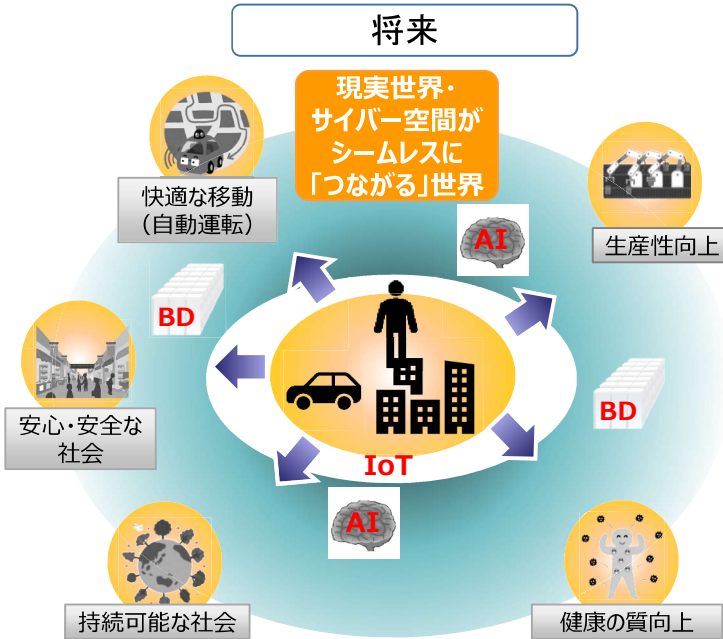 将来
現実世界・
サイバー空間が
シームレスに
「つながる」世界
快適な移動
（自動運転）
AI
生産性向上
BD
安心・安全な
社会
BD
IoT
AI
持続可能な社会
健康の質向上